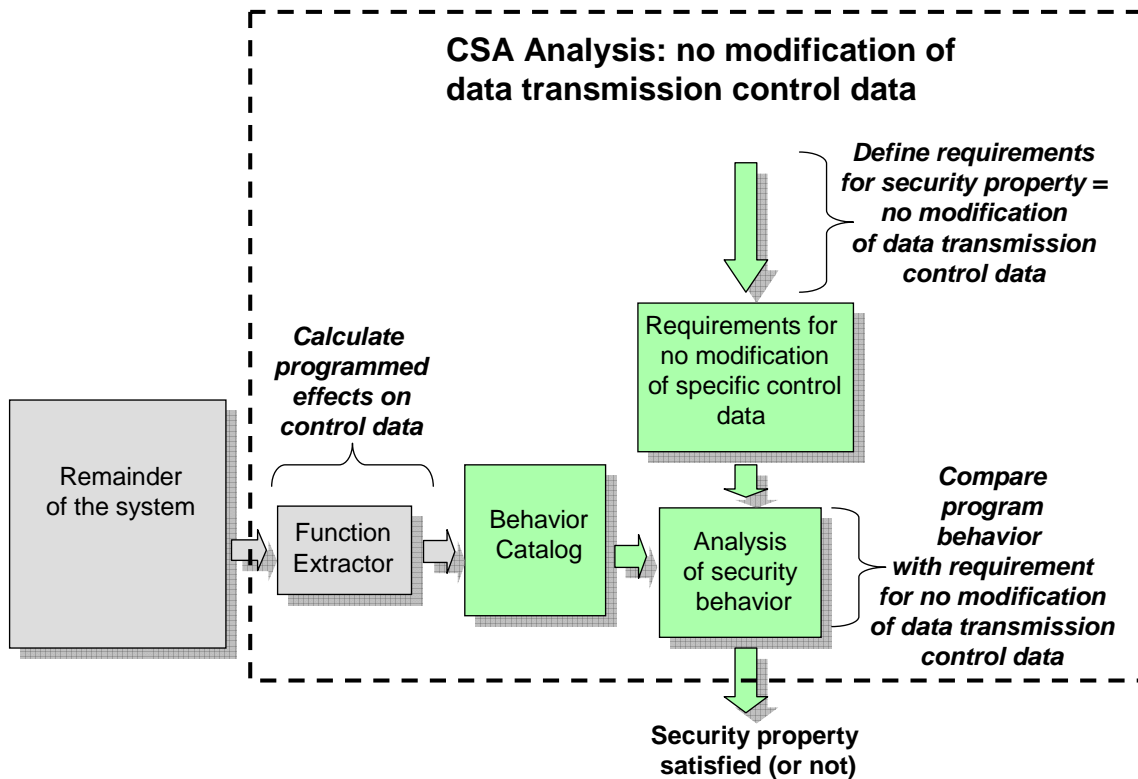 CSA Analysis: no modification of
data transmission control data
Define requirements
for security property =
no modification
of data transmission
control data
Requirements for
no modification
of specific control
data
Calculate
programmed
effects on
control data
Remainder
of the system
Function
Extractor
Behavior
Catalog
Analysis
of security
behavior
Compare
program
behavior
with requirement
for no modification
of data transmission
control data
Security property
satisfied (or not)